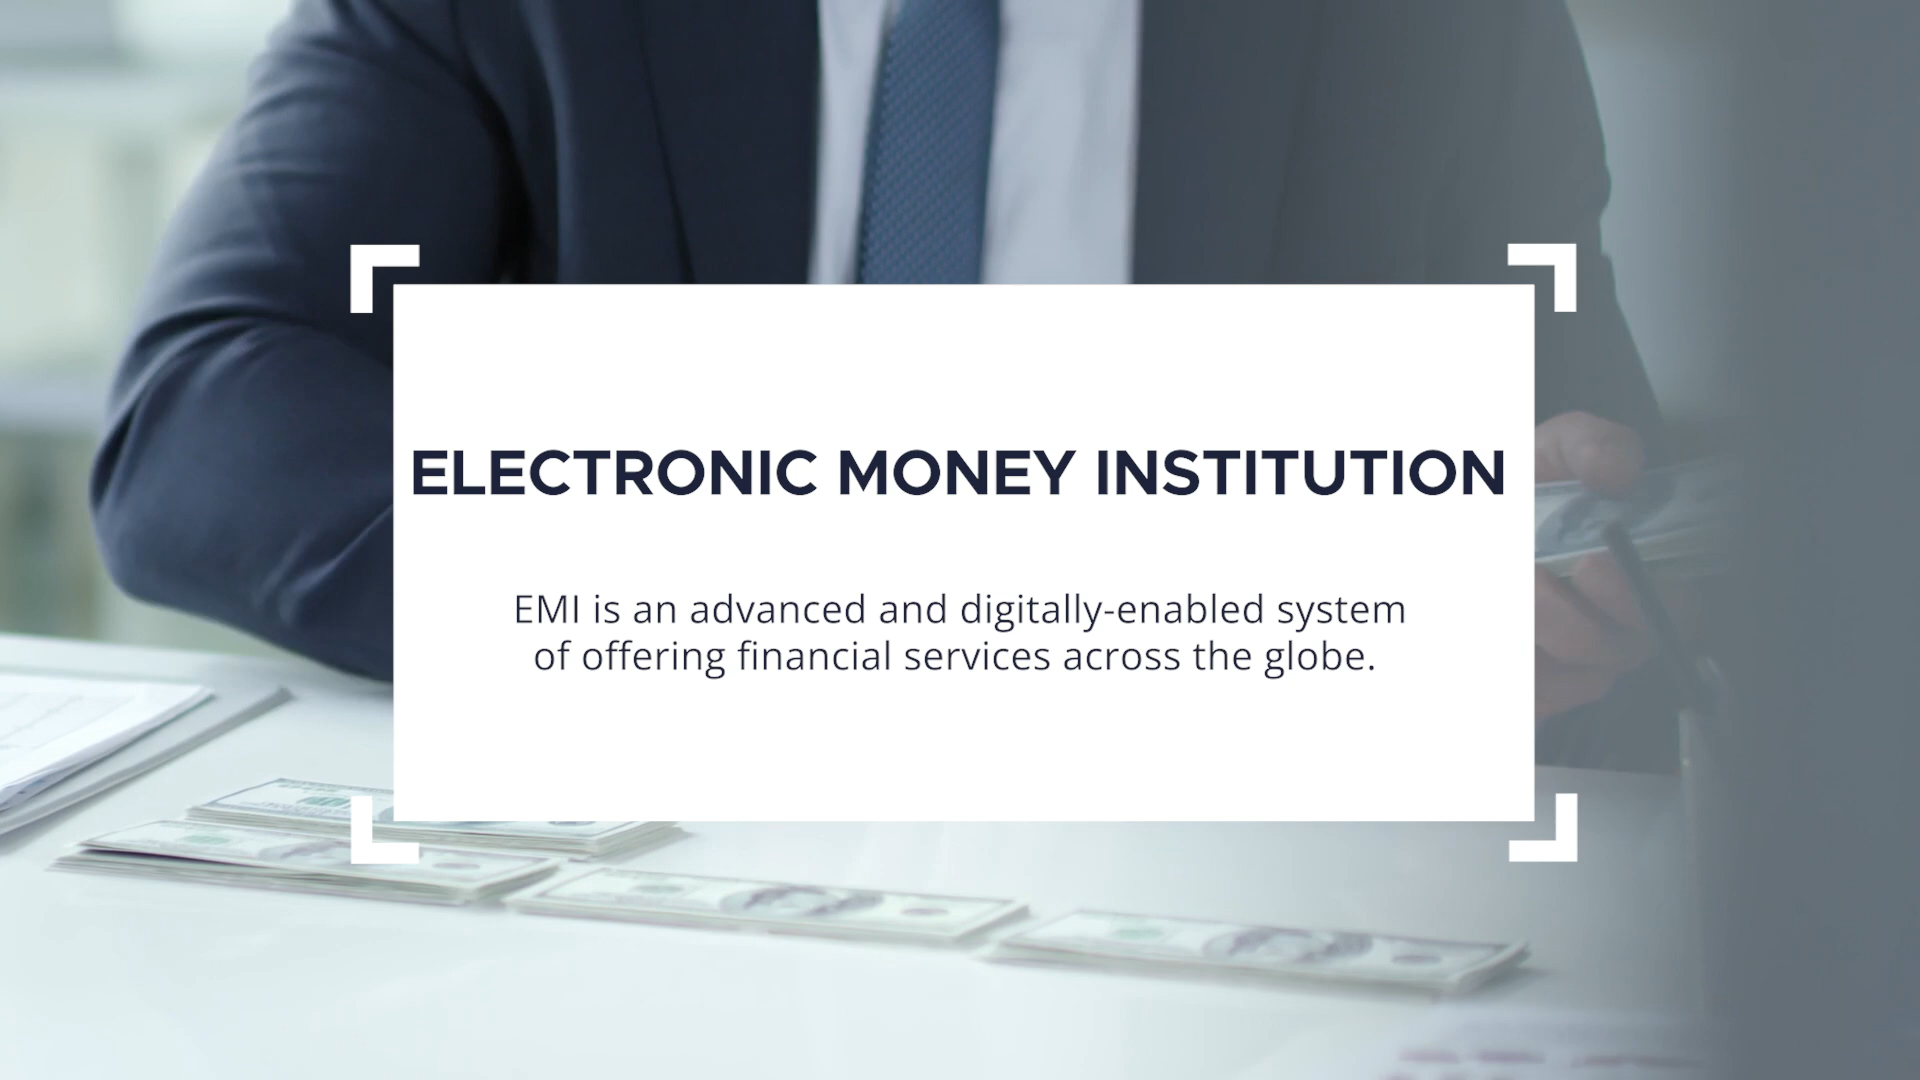 ELECTRONIC MONEY INSTITUTION
EMI is an advanced and digitally-enabled system
of offering financial services across the globe.